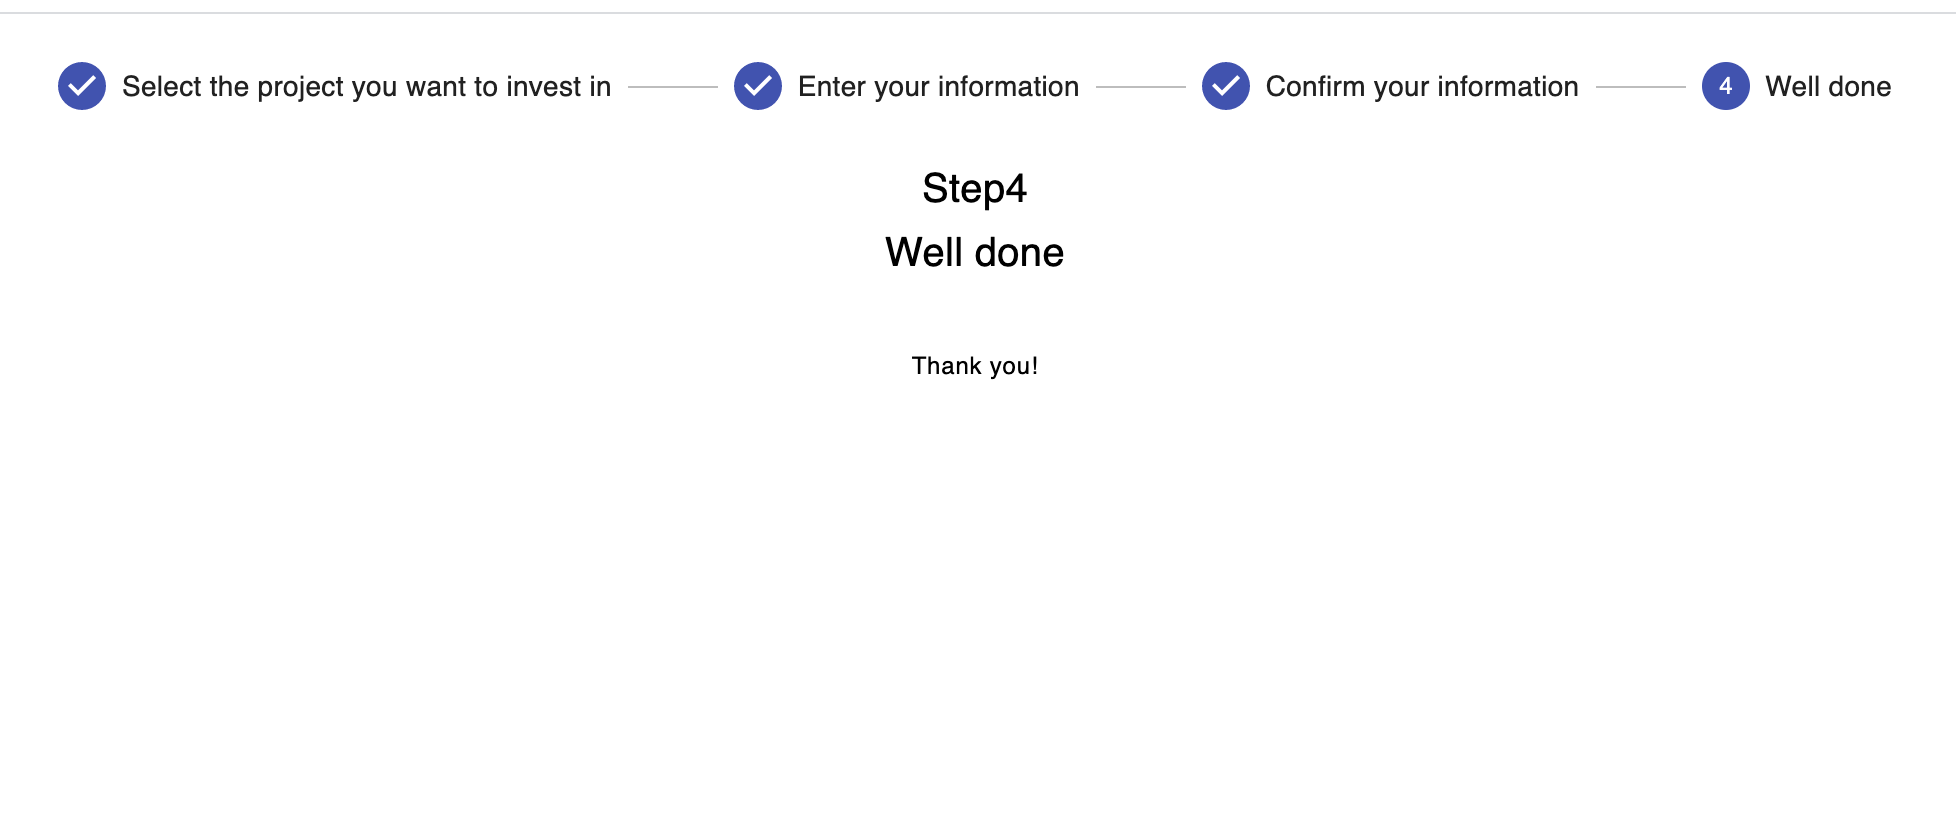 Select the project you want to invest in Enter your information Confirm your information 4 Well done
Step4
Well done
Thank you!